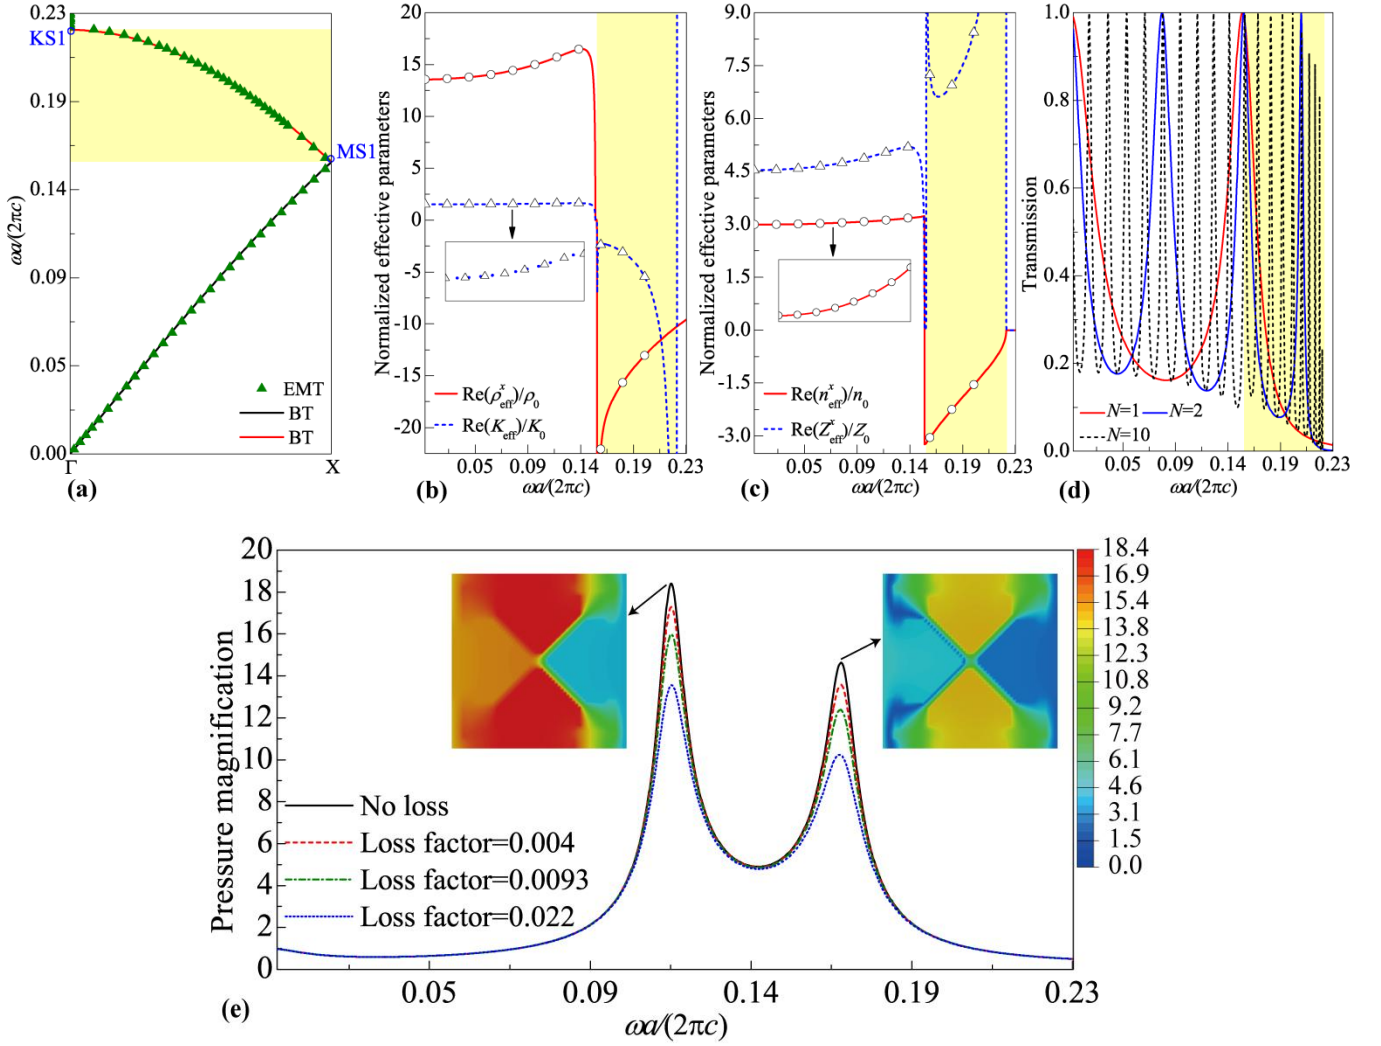 0.23
KS1
0.19
0.14
MS1
0.09
0.05
0.00
ωa/(2πc)
EMT
BT
BT
Γ
X
(a)
20
15
10
5
0
-5
-10
-15
-20
Normalized effective parameters
Re(ρ^x_eff)/ρ_0
Re(K_eff)/K_0
0.05 0.09 0.14 0.19 0.23
ωa/(2πc)
(b)
9.0
7.5
6.0
4.5
3.0
1.5
0.0
-1.5
-3.0
Normalized effective parameters
Re(n^x_eff)/n_0
Re(Z^x_eff)/Z_0
0.05 0.09 0.14 0.19 0.23
ωa/(2πc)
(c)
1.0
0.8
0.6
0.4
0.2
0.0
Transmission
N=1 N=2
N=10
0.05 0.09 0.14 0.19 0.23
ωa/(2πc)
(d)
20
18
16
14
12
10
8
6
4
2
0
Pressure magnification
No loss
Loss factor=0.004
Loss factor=0.0093
Loss factor=0.022
18.4
16.9
15.4
13.8
12.3
10.7
9.2
7.7
6.1
4.6
3.1
1.5
0.0
0.05 0.09 0.14 0.19 0.23
(e)
ωa/(2πc)